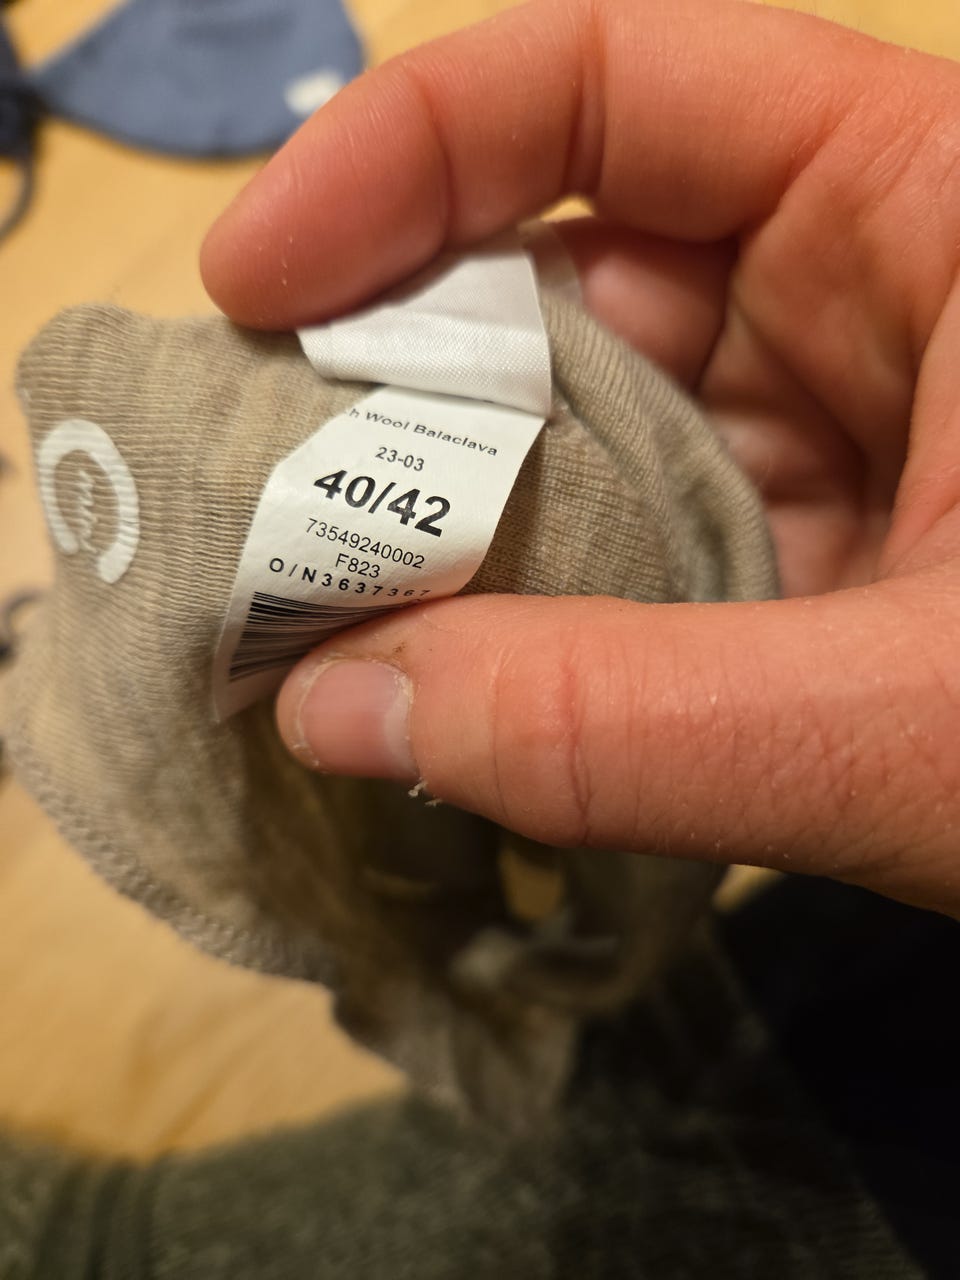 Wool Balaclava
23-03
40/42
73549240002
F823
O/N3637367